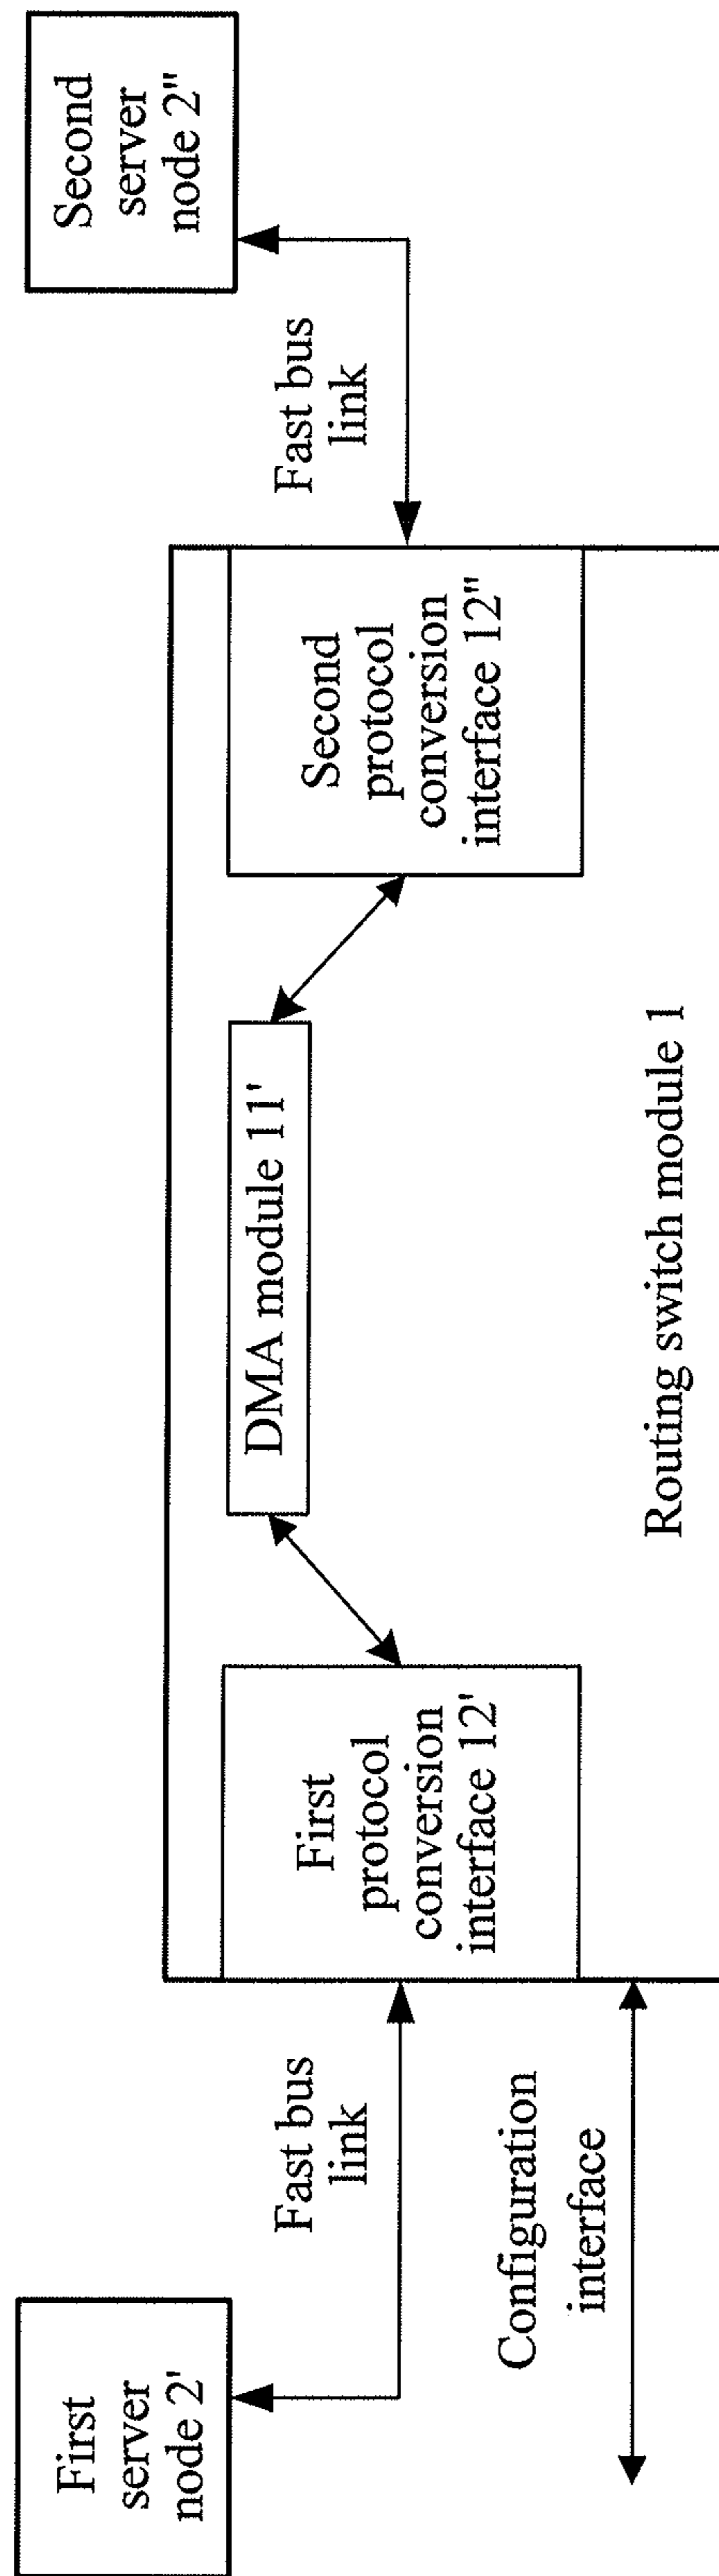 First
server
node 2'
Fast bus
link
Configuration
interface
First
protocol
conversion
interface 12'
DMA module 11'
Routing switch module 1
Second
protocol
conversion
interface 12"
Fast bus
link
Second
server
node 2"